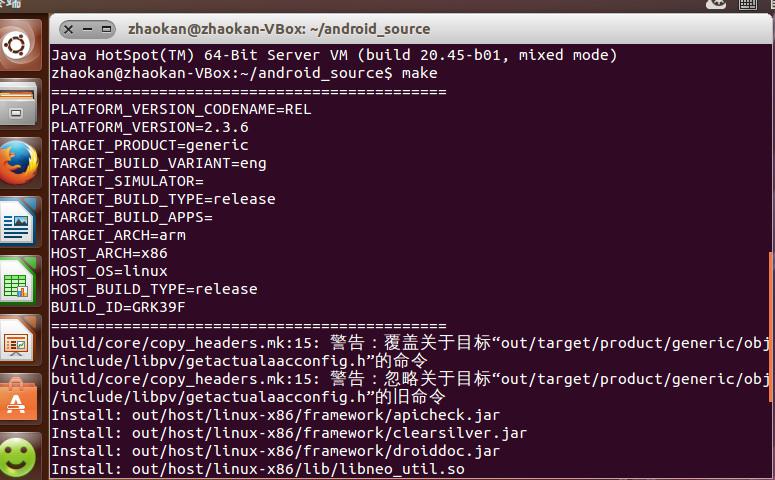 终端
zhaokan@zhaokan-VBox: ~/android_source
Java HotSpot(TM) 64-Bit Server VM (build 20.45-b01, mixed mode)
zhaokan@zhaokan-VBox:~/android_source$ make
============================================
PLATFORM_VERSION_CODENAME=REL
PLATFORM_VERSION=2.3.6
TARGET_PRODUCT=generic
TARGET_BUILD_VARIANT=eng
TARGET_SIMULATOR=
TARGET_BUILD_TYPE=release
TARGET_BUILD_APPS=
TARGET_ARCH=arm
HOST_ARCH=x86
HOST_OS=linux
HOST_BUILD_TYPE=release
BUILD_ID=GRK39F
============================================
build/core/copy_headers.mk:15: 警告：覆盖关于目标“out/target/product/generic/obj
/include/libpv/getactualaacconfig.h”的命令
build/core/copy_headers.mk:15: 警告：忽略关于目标“out/target/product/generic/obj
/include/libpv/getactualaacconfig.h”的旧命令
Install: out/host/linux-x86/framework/apicheck.jar
Install: out/host/linux-x86/framework/clearsilver.jar
Install: out/host/linux-x86/framework/droiddoc.jar
Install: out/host/linux-x86/lib/libneo_util.so